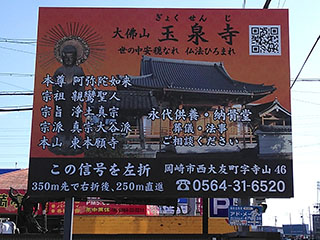 ぎょく せん じ
大佛山 玉泉寺
世の中安穏なれ 仏法ひろまれ
本尊 阿弥陀如来
宗祖 親鸞聖人
宗旨 浄土真宗
宗派 真宗大谷派
本山 東本願寺
永代供養・納骨堂
葬儀・法事
ご相談ください
この信号を左折
350m先で右折後、250m直進
岡崎市西大友町字寺山 46
☎0564-31-6520